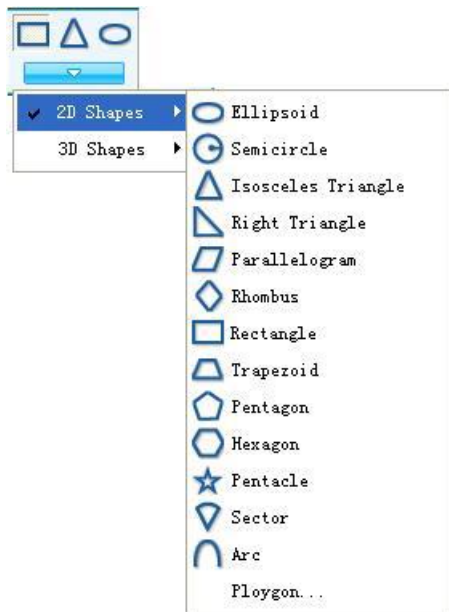 2D Shapes
3D Shapes
Ellipsoid
Semicircle
Isosceles Triangle
Right Triangle
Parallelogram
Rhombus
Rectangle
Trapezoid
Pentagon
Hexagon
Pentacle
Sector
Arc
Ploygon...